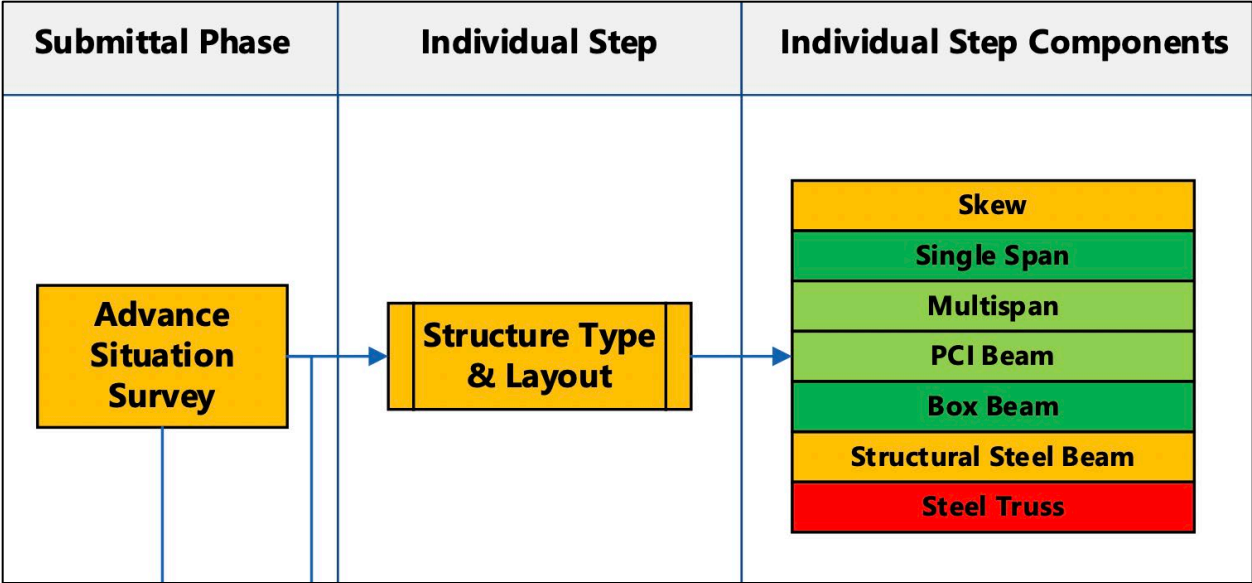 Submittal Phase
Individual Step
Individual Step Components
Advance
Situation
Survey
Structure Type
& Layout
Skew
Single Span
Multispan
PCI Beam
Box Beam
Structural Steel Beam
Steel Truss